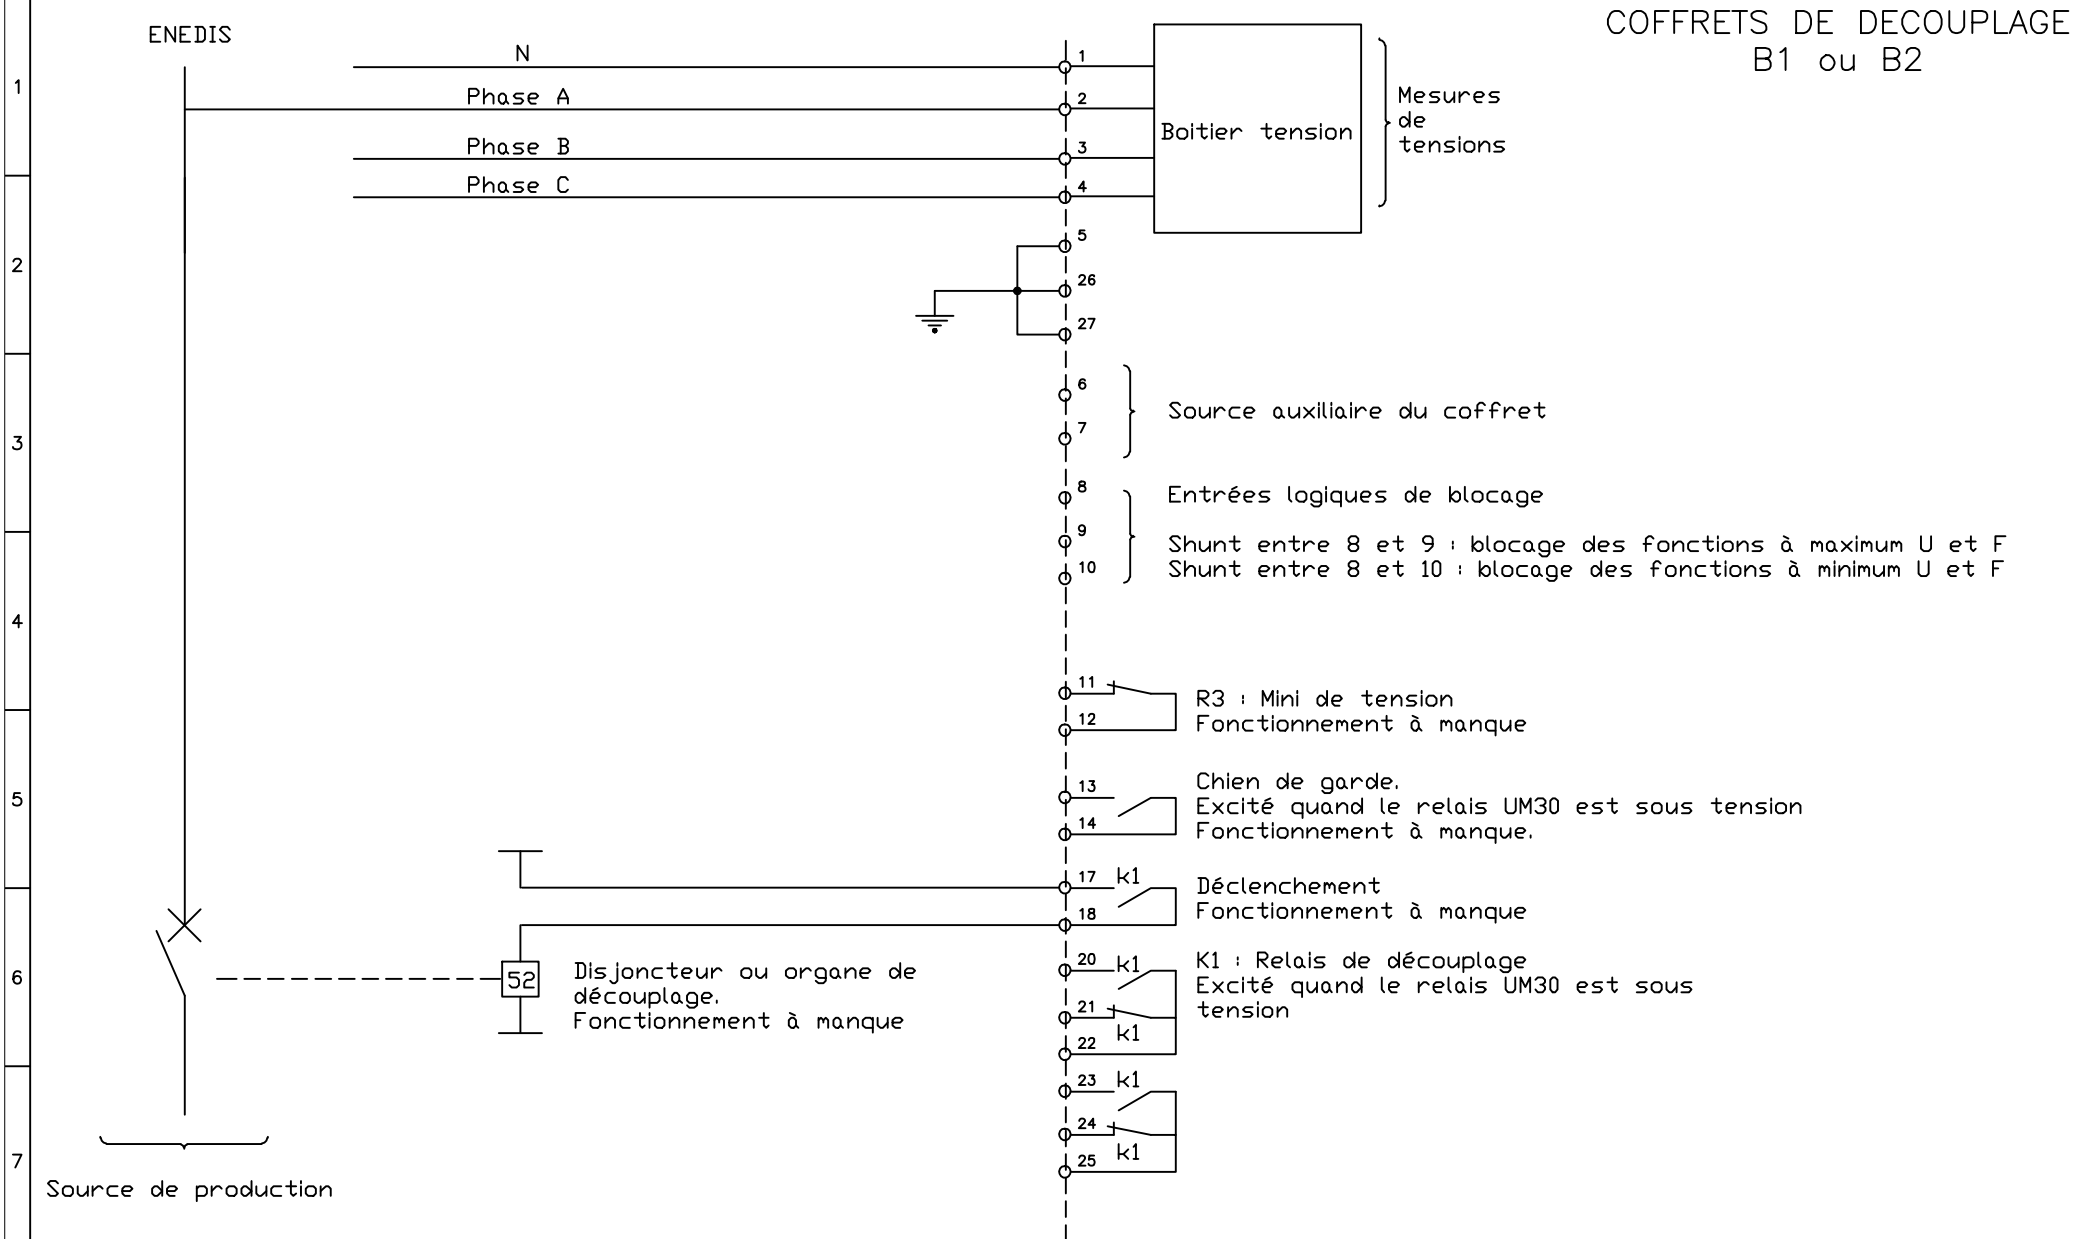 COFFRETS DE DECOUPLAGE
B1 ou B2
ENEDIS
N
1
Phase A
2
Phase B
3
Phase C
4
Boitier tension
Mesures
de
tensions
5
26
27
6
7
Source auxiliaire du coffret
8
9
10
Entrées logiques de blocage
Shunt entre 8 et 9 : blocage des fonctions à maximum U et F
Shunt entre 8 et 10 : blocage des fonctions à minimum U et F
11
12
R3 : Mini de tension
Fonctionnement à manque
13
14
Chien de garde.
Excité quand le relais UM30 est sous tension
Fonctionnement à manque.
17 k1
18
Déclenchement
Fonctionnement à manque
20 k1
21
k1
22
K1 : Relais de découplage
Excité quand le relais UM30 est sous
tension
23 k1
24
k1
25
52
Disjoncteur ou organe de
découplage.
Fonctionnement à manque
Source de production
1
2
3
4
5
6
7